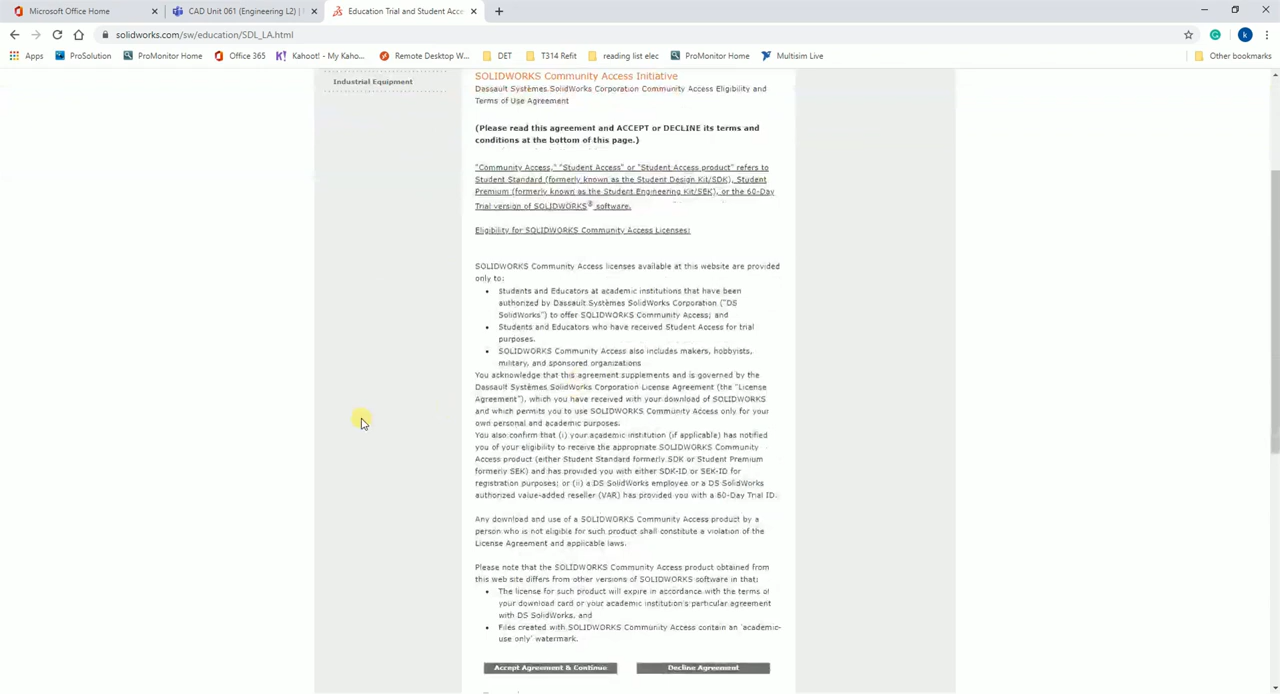 Microsoft Office Home
CAD Unit 061 (Engineering L2) |
Education Trial and Student Acce
solidworks.com/sw/education/SDL_LA.html
k
Apps
ProSolution
ProMonitor Home
Office 365
Kahoot! - My Kaho...
Remote Desktop W...
DET
T314 Refit
reading list elec
ProMonitor Home
Multisim Live
Other bookmarks
Industrial Equipment
SOLIDWORKS Community Access Initiative
Dassault Systèmes SolidWorks Corporation Community Access Eligibility and
Terms of Use Agreement
(Please read this agreement and ACCEPT or DECLINE its terms and
conditions at the bottom of this page.)
"Community Access," "Student Access" or "Student Access product" refers to
Student Standard (formerly known as the Student Design Kit/SDK), Student
Premium (formerly known as the Student Engineering Kit/SEK), or the 60-Day
Trial version of SOLIDWORKS® software.
Eligibility for SOLIDWORKS Community Access Licenses:
SOLIDWORKS Community Access licenses available at this website are provided
only to:
• Students and Educators at academic institutions that have been
authorized by Dassault Systèmes SolidWorks Corporation ("DS
SolidWorks") to offer SOLIDWORKS Community Access; and
• Students and Educators who have received Student Access for trial
purposes.
• SOLIDWORKS Community Access also includes makers, hobbyists,
military, and sponsored organizations
You acknowledge that this agreement supplements and is governed by the
Dassault Systèmes SolidWorks Corporation License Agreement (the "License
Agreement"), which you have received with your download of SOLIDWORKS
and which permits you to use SOLIDWORKS Community Access only for your
own personal and academic purposes.
You also confirm that (i) your academic institution (if applicable) has notified
you of your eligibility to receive the appropriate SOLIDWORKS Community
Access product (either Student Standard formerly SDK or Student Premium
formerly SEK) and has provided you with either SDK-ID or SEK-ID for
registration purposes; or (ii) a DS SolidWorks employee or a DS SolidWorks
authorized value-added reseller (VAR) has provided you with a 60-Day Trial ID.
Any download and use of a SOLIDWORKS Community Access product by a
person who is not eligible for such product shall constitute a violation of the
License Agreement and applicable laws.
Please note that the SOLIDWORKS Community Access product obtained from
this web site differs from other versions of SOLIDWORKS software in that:
• The license for such product will expire in accordance with the terms of
your download card or your academic institution's particular agreement
with DS SolidWorks, and
• Files created with SOLIDWORKS Community Access contain an 'academic-
use only' watermark.
Accept Agreement & Continue
Decline Agreement